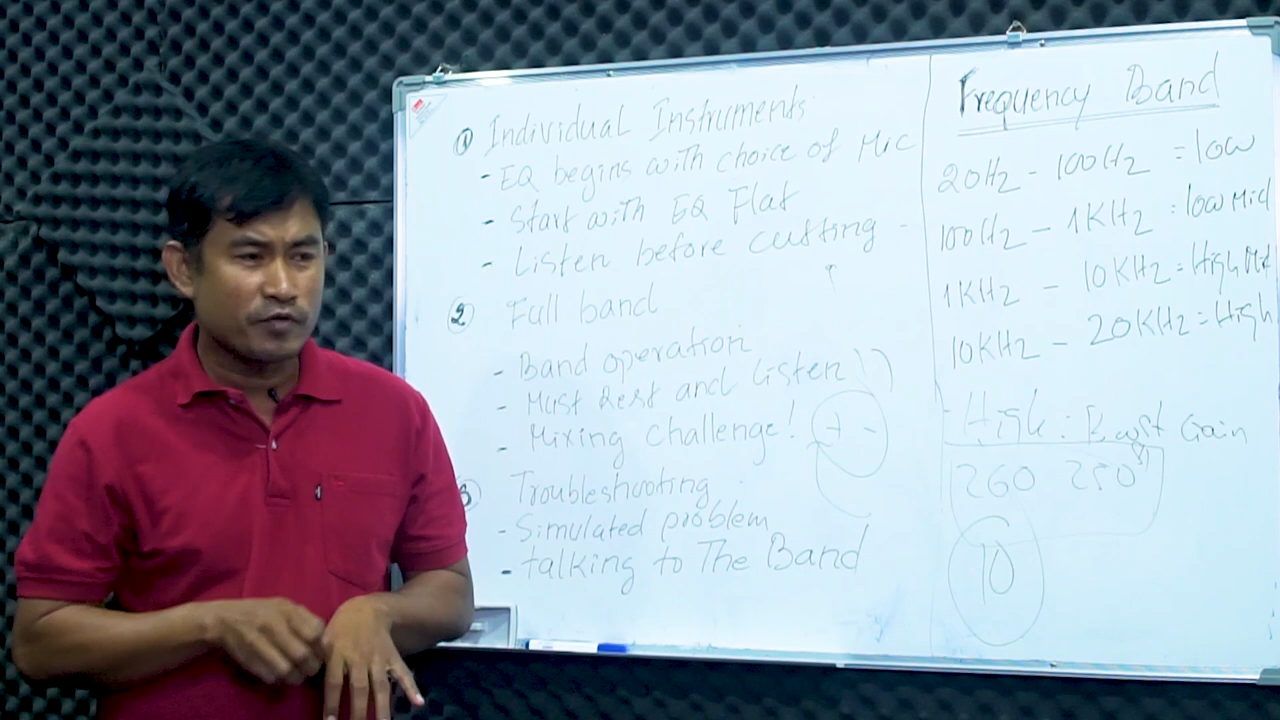 ① Individual Instruments
- EQ begins with choice of Mic
- Start with EQ Flat
- Listen before cutting -
② Full band
- Band operation
- Must Rest and Listen
- Mixing challenge!
+ -
3 Troubleshooting
- Simulated problem
- talking to The Band
Frequency Band
20Hz - 100Hz = low
100Hz - 1KHz = low Mid
1KHz - 10KHz = High Mid
10KHz - 20KHz = High
- High : Gain
260 250
10